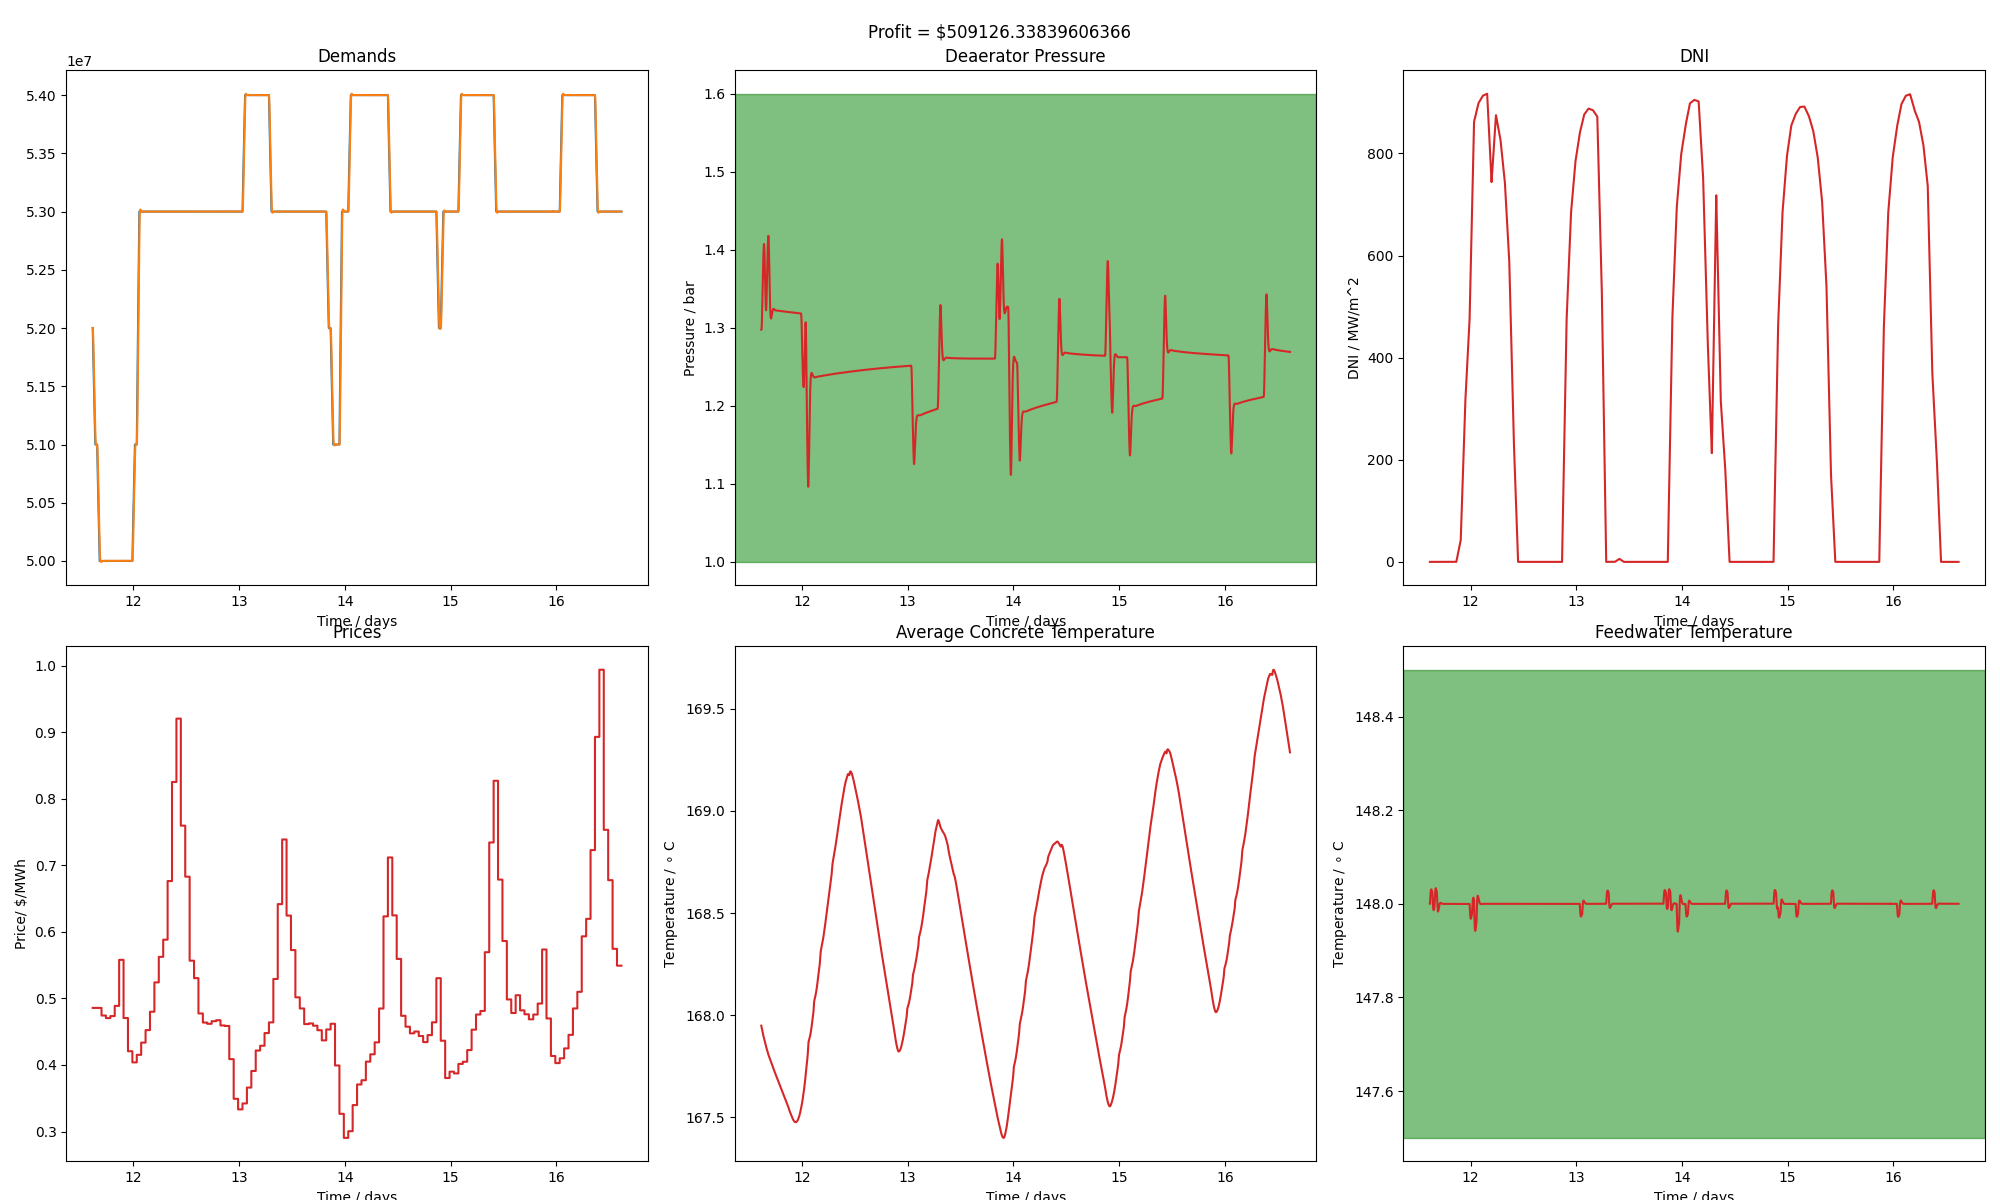 Profit = $509126.33839606366
Demands
1e7
5.40
5.35
5.30
5.25
5.20
5.15
5.10
5.05
5.00
12 13 14 15 16
Time / days
Deaerator Pressure
Pressure / bar
1.6
1.5
1.4
1.3
1.2
1.1
1.0
12 13 14 15 16
Time / days
DNI
DNI / MW/m^2
800
600
400
200
0
12 13 14 15 16
Time / days
Prices
Price/ $/MWh
1.0
0.9
0.8
0.7
0.6
0.5
0.4
0.3
12 13 14 15 16
Time / days
Average Concrete Temperature
Temperature / ∘ C
169.5
169.0
168.5
168.0
167.5
12 13 14 15 16
Time / days
Feedwater Temperature
Temperature / ∘ C
148.4
148.2
148.0
147.8
147.6
12 13 14 15 16
Time / days